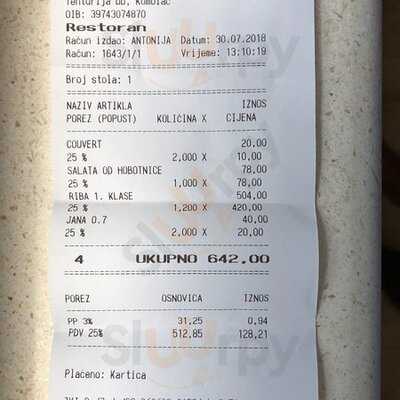 Komolac
OIB: 39743074870
Restoran
Račun izdao: ANTONIJA Datum: 30.07.2018
Račun: 1643/1/1 Vrijeme: 13:10:19
Broj stola: 1
NAZIV ARTIKLA IZNOS
POREZ (POPUST) KOLIČINA X CIJENA
COUVERT 20.00
25 % 2,000 X 10,00
SALATA OD HOBOTNICE 78,00
25 % 1,000 X 78,00
RIBA 1. KLASE 504,00
25 % 1,200 X 420,00
JANA 0.7 40,00
25 % 2,000 X 20,00
4 UKUPNO 642,00
POREZ OSNOVICA IZNOS
PP 3% 31,25 0,94
PDV 25% 512,85 128,21
Placeno: Kartica
Sluurpy
Sluurpy
Sluurpy